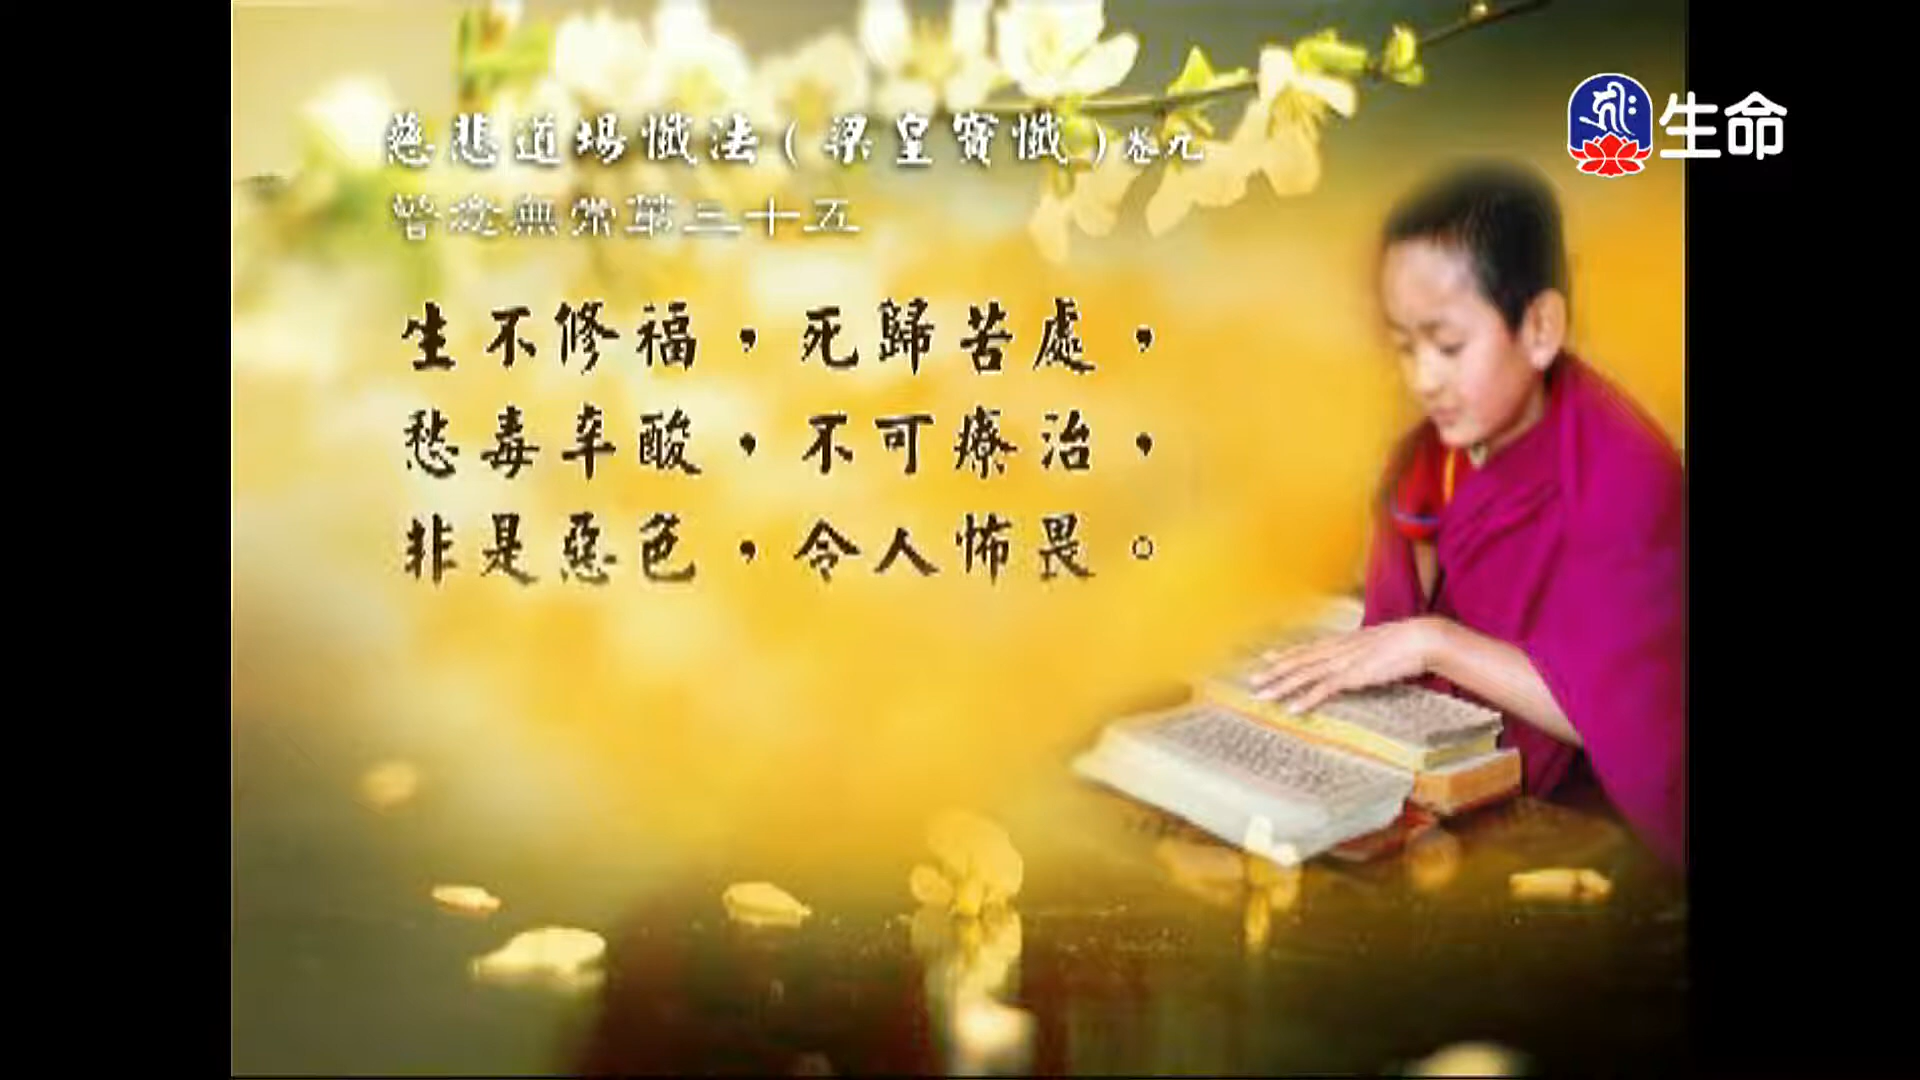 慈悲道場懺法(梁皇寶懺)卷九
警念無常第三十五
生不修福，死歸苦處，
愁毒辛酸，不可療治，
非是惡色，令人怖畏。
生命